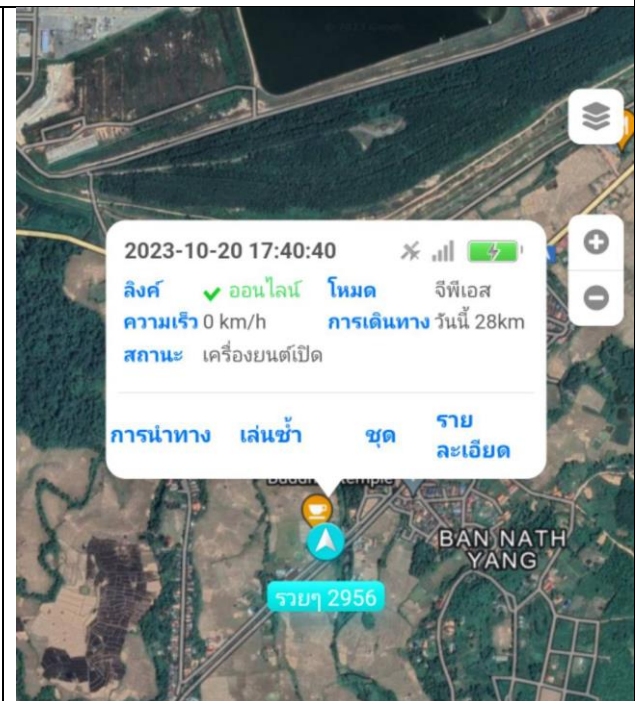 2023-10-20 17:40:40
ลิงค์ ออนไลน์ โหมด จีพีเอส
ความเร็ว 0 km/h การเดินทาง วันนี้ 28km
สถานะ เครื่องยนต์เปิด
การนำทาง เล่นซ้ำ ชุด ราย
ละเอียด
BAN NATH
YANG
รวยๆ 2956